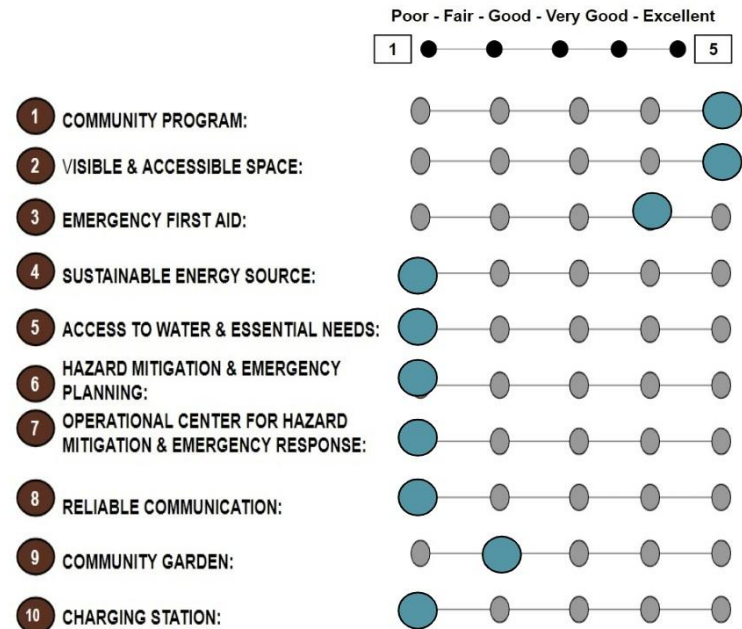 Poor - Fair - Good - Very Good - Excellent
1 5
1 COMMUNITY PROGRAM:
2 VISIBLE & ACCESSIBLE SPACE:
3 EMERGENCY FIRST AID:
4 SUSTAINABLE ENERGY SOURCE:
5 ACCESS TO WATER & ESSENTIAL NEEDS:
6 HAZARD MITIGATION & EMERGENCY
PLANNING:
7 OPERATIONAL CENTER FOR HAZARD
MITIGATION & EMERGENCY RESPONSE:
8 RELIABLE COMMUNICATION:
9 COMMUNITY GARDEN:
10 CHARGING STATION: